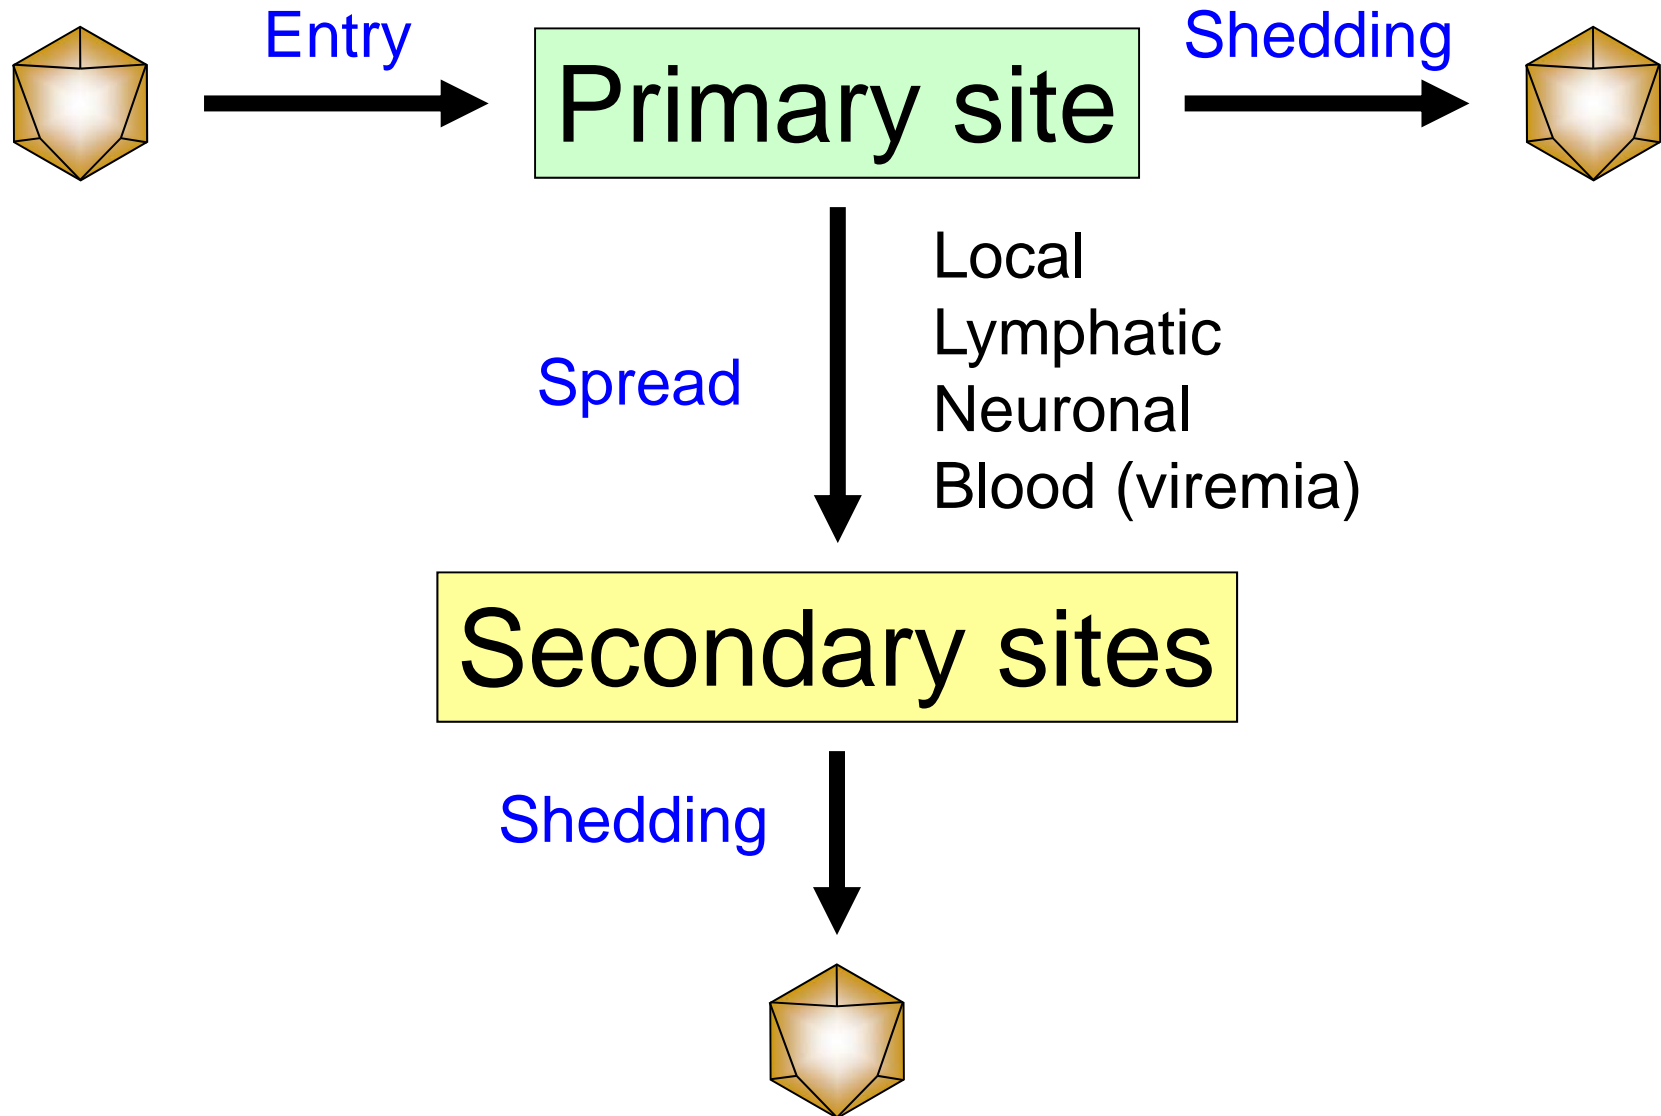 Entry
Primary site
Shedding
Local
Lymphatic
Neuronal
Blood (viremia)
Spread
Secondary sites
Shedding